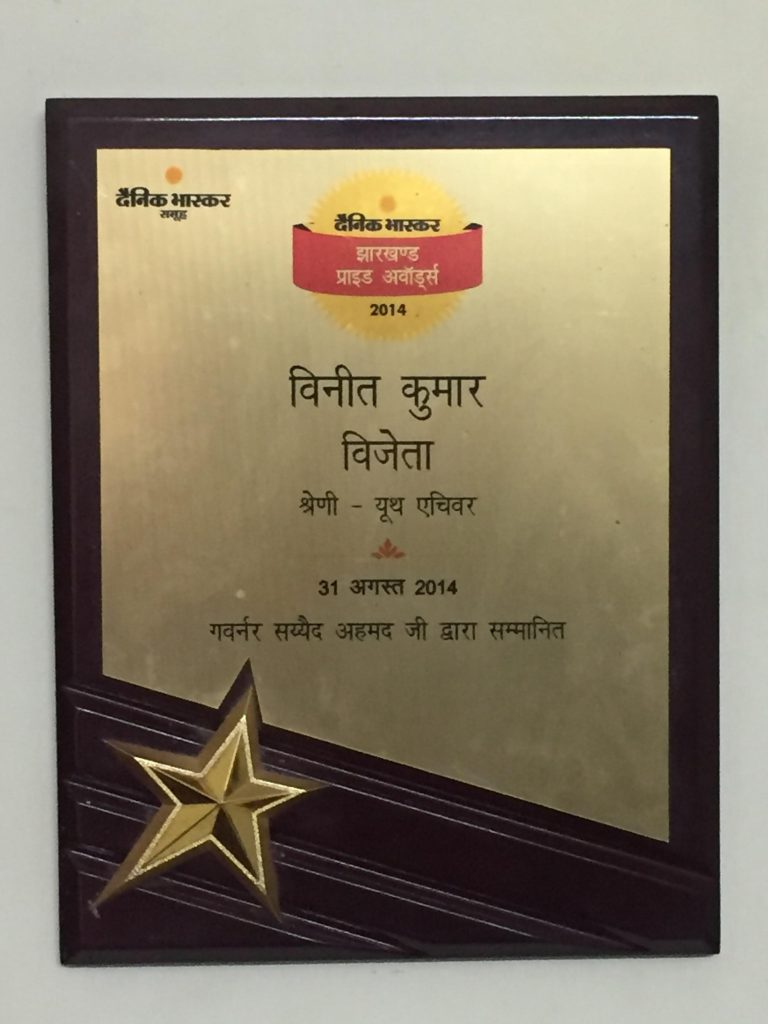 दैनिक भास्कर
समूह
दैनिक भास्कर
झारखण्ड
प्राइड अवॉर्ड्स
2014
विनीत कुमार
विजेता
श्रेणी - यूथ एचिवर
31 अगस्त 2014
गवर्नर सय्यैद अहमद जी द्वारा सम्मानित